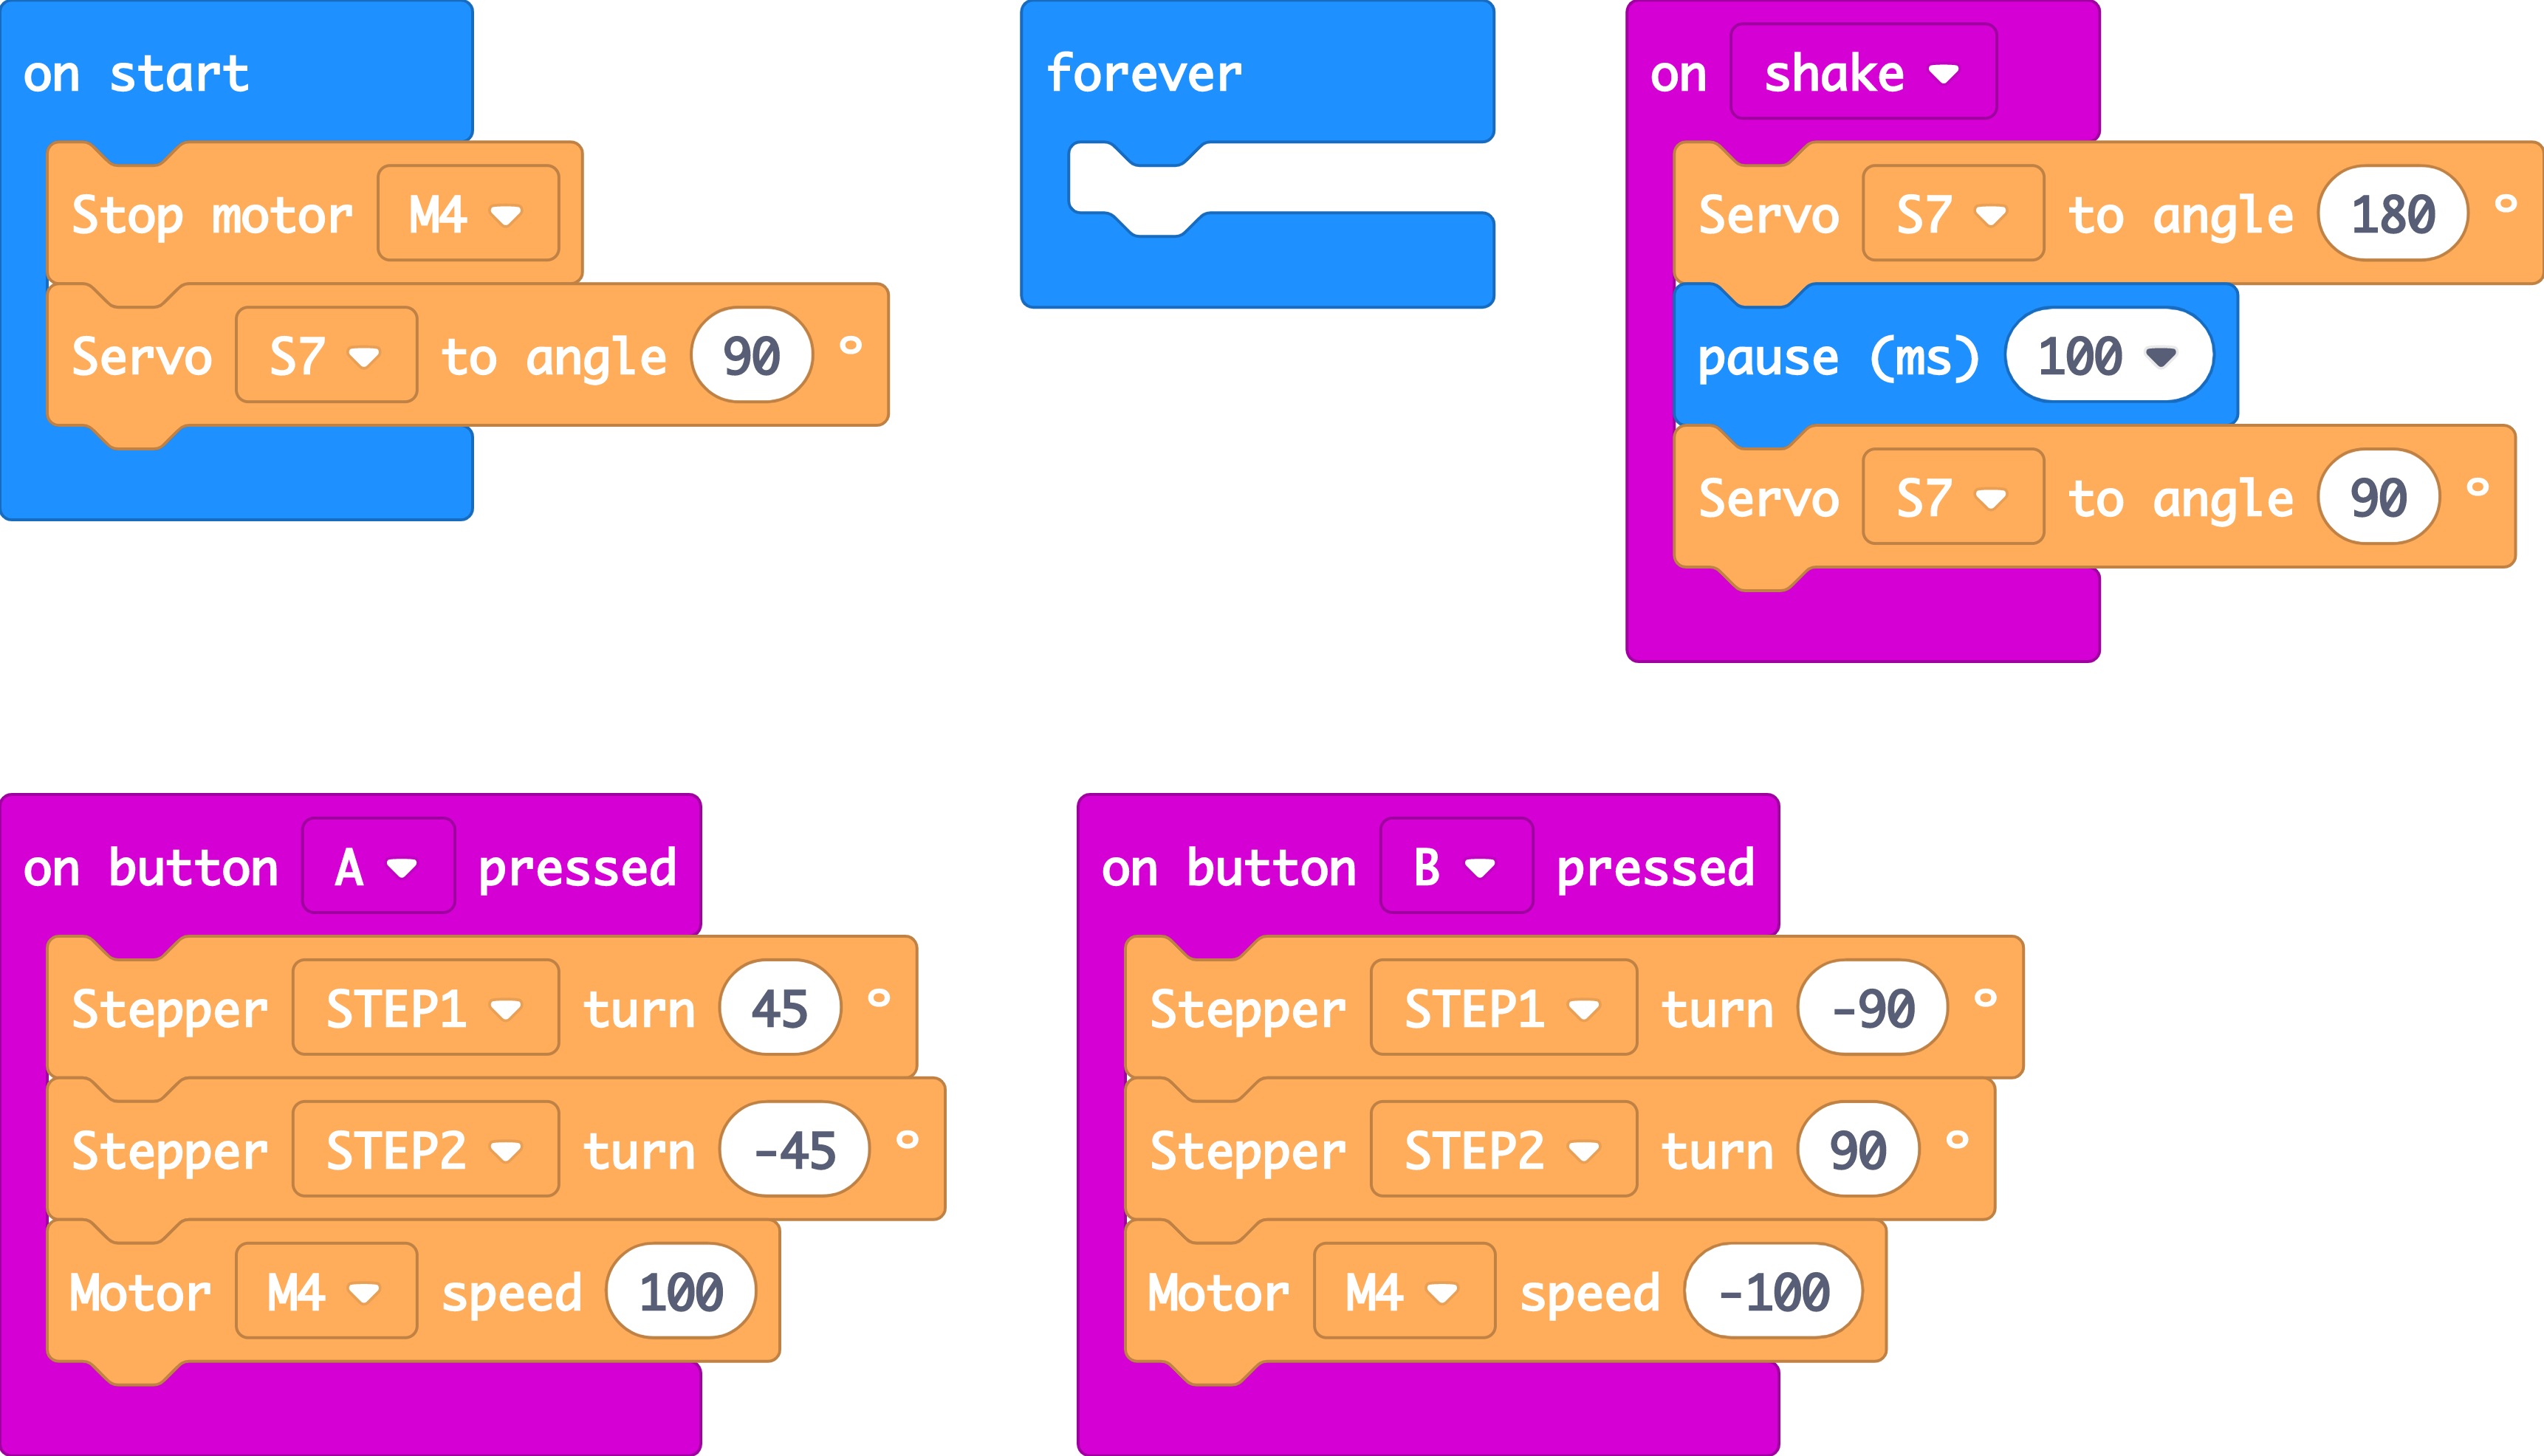 on start
Stop motor M4
Servo S7 to angle 90 °
forever
on shake
Servo S7 to angle 180 °
pause (ms) 100
Servo S7 to angle 90 °
on button A pressed
Stepper STEP1 turn 45 °
Stepper STEP2 turn -45 °
Motor M4 speed 100
on button B pressed
Stepper STEP1 turn -90 °
Stepper STEP2 turn 90 °
Motor M4 speed -100